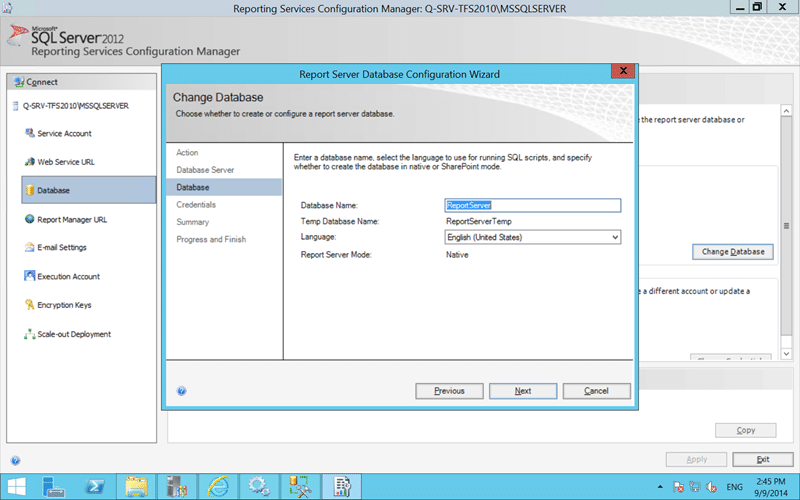 Reporting Services Configuration Manager: Q-SRV-TFS2010\MSSQLSERVER
Microsoft
SQL Server 2012
Reporting Services Configuration Manager
Connect
Q-SRV-TFS2010\MSSQLSERVER
Service Account
Web Service URL
Database
Report Manager URL
E-mail Settings
Execution Account
Encryption Keys
Scale-out Deployment
Report Server Database Configuration Wizard
Change Database
Choose whether to create or configure a report server database.
Action
Database Server
Database
Credentials
Summary
Progress and Finish
Enter a database name, select the language to use for running SQL scripts, and specify
whether to create the database in native or SharePoint mode.
Database Name: ReportServer
Temp Database Name: ReportServerTemp
Language: English (United States)
Report Server Mode: Native
Previous Next Cancel
the report server database or
Change Database
e a different account or update a
Copy
Apply Exit
ENG
2:45 PM
9/9/2014